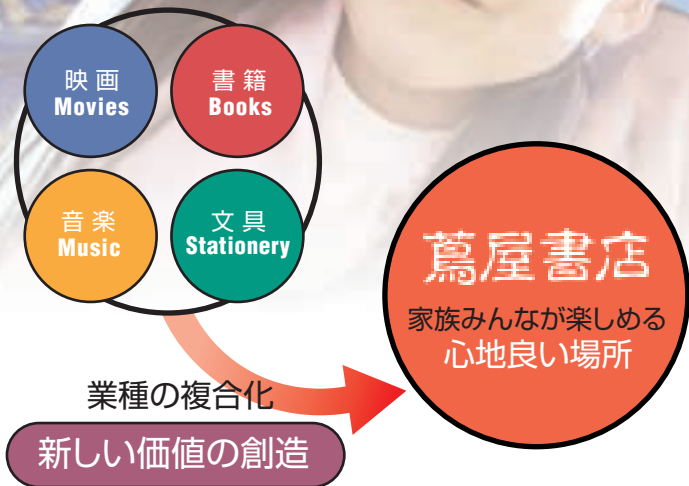 映画
Movies
書籍
Books
音楽
Music
文具
Stationery
蔦屋書店
家族みんなが楽しめる
心地良い場所
業種の複合化
新しい価値の創造